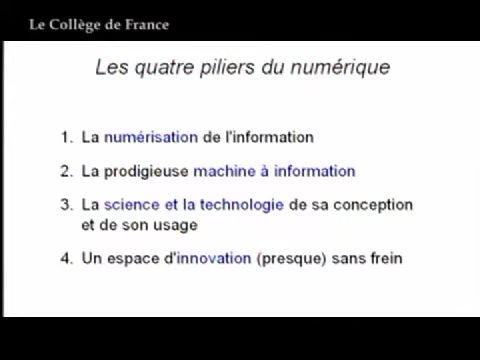 Le Collège de France
Les quatre piliers du numérique
1. La numérisation de l'information
2. La prodigieuse machine à information
3. La science et la technologie de sa conception
et de son usage
4. Un espace d'innovation (presque) sans frein